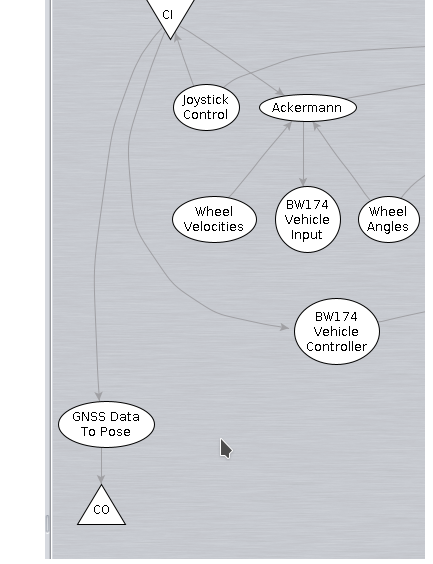 CI
Joystick
Control
Ackermann
Wheel
Velocities
BW174
Vehicle
Input
Wheel
Angles
BW174
Vehicle
Controller
GNSS Data
To Pose
CO